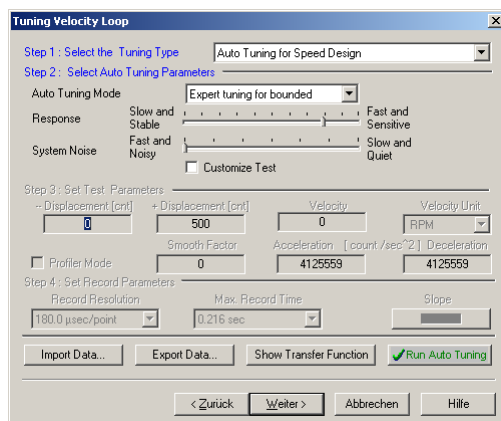 Tuning Velocity Loop
Step 1 : Select the Tuning Type
Auto Tuning for Speed Design
Step 2 : Select Auto Tuning Parameters
Auto Tuning Mode
Expert tuning for bounded
Response
Slow and Stable
Fast and Sensitive
System Noise
Fast and Noisy
Slow and Quiet
Customize Test
Step 3 : Set Test Parameters
-- Displacement [cnt]
+ Displacement [cnt]
Velocity
Velocity Unit
0
500
0
RPM
Smooth Factor
Acceleration [ count /sec^2 ] Deceleration
Profiler Mode
0
4125559
4125559
Step 4 : Set Record Parameters
Record Resolution
Max. Record Time
Slope
180.0 µsec/point
0.216 sec
Import Data...
Export Data...
Show Transfer Function
Run Auto Tuning
< Zurück
Weiter >
Abbrechen
Hilfe